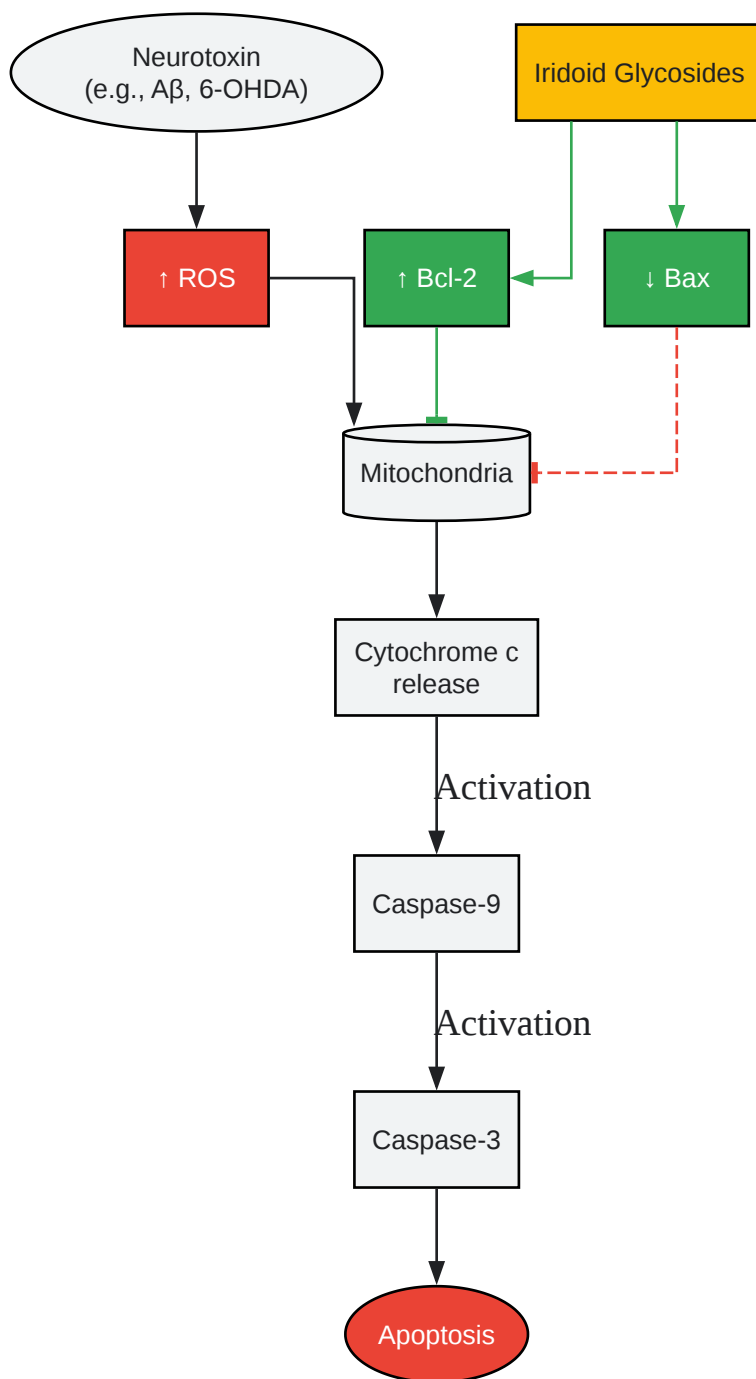 Neurotoxin
(e.g., Aβ, 6-OHDA)
Iridoid Glycosides
↑ ROS
↑ Bcl-2
↓ Bax
Mitochondria
Cytochrome c
release
Activation
Caspase-9
Activation
Caspase-3
Apoptosis